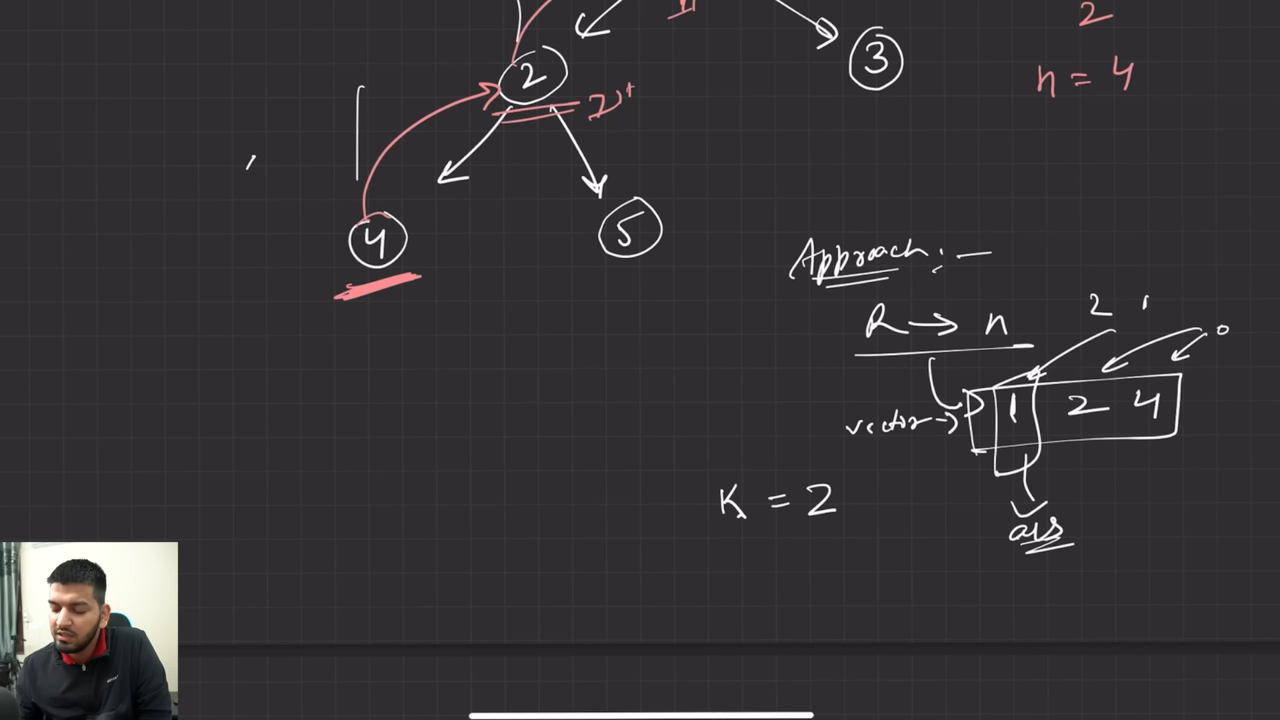 2
n = 4
3
2
4
5
Approach : —
R → n
2 1 0
vector → 1 2 4
K = 2
ans